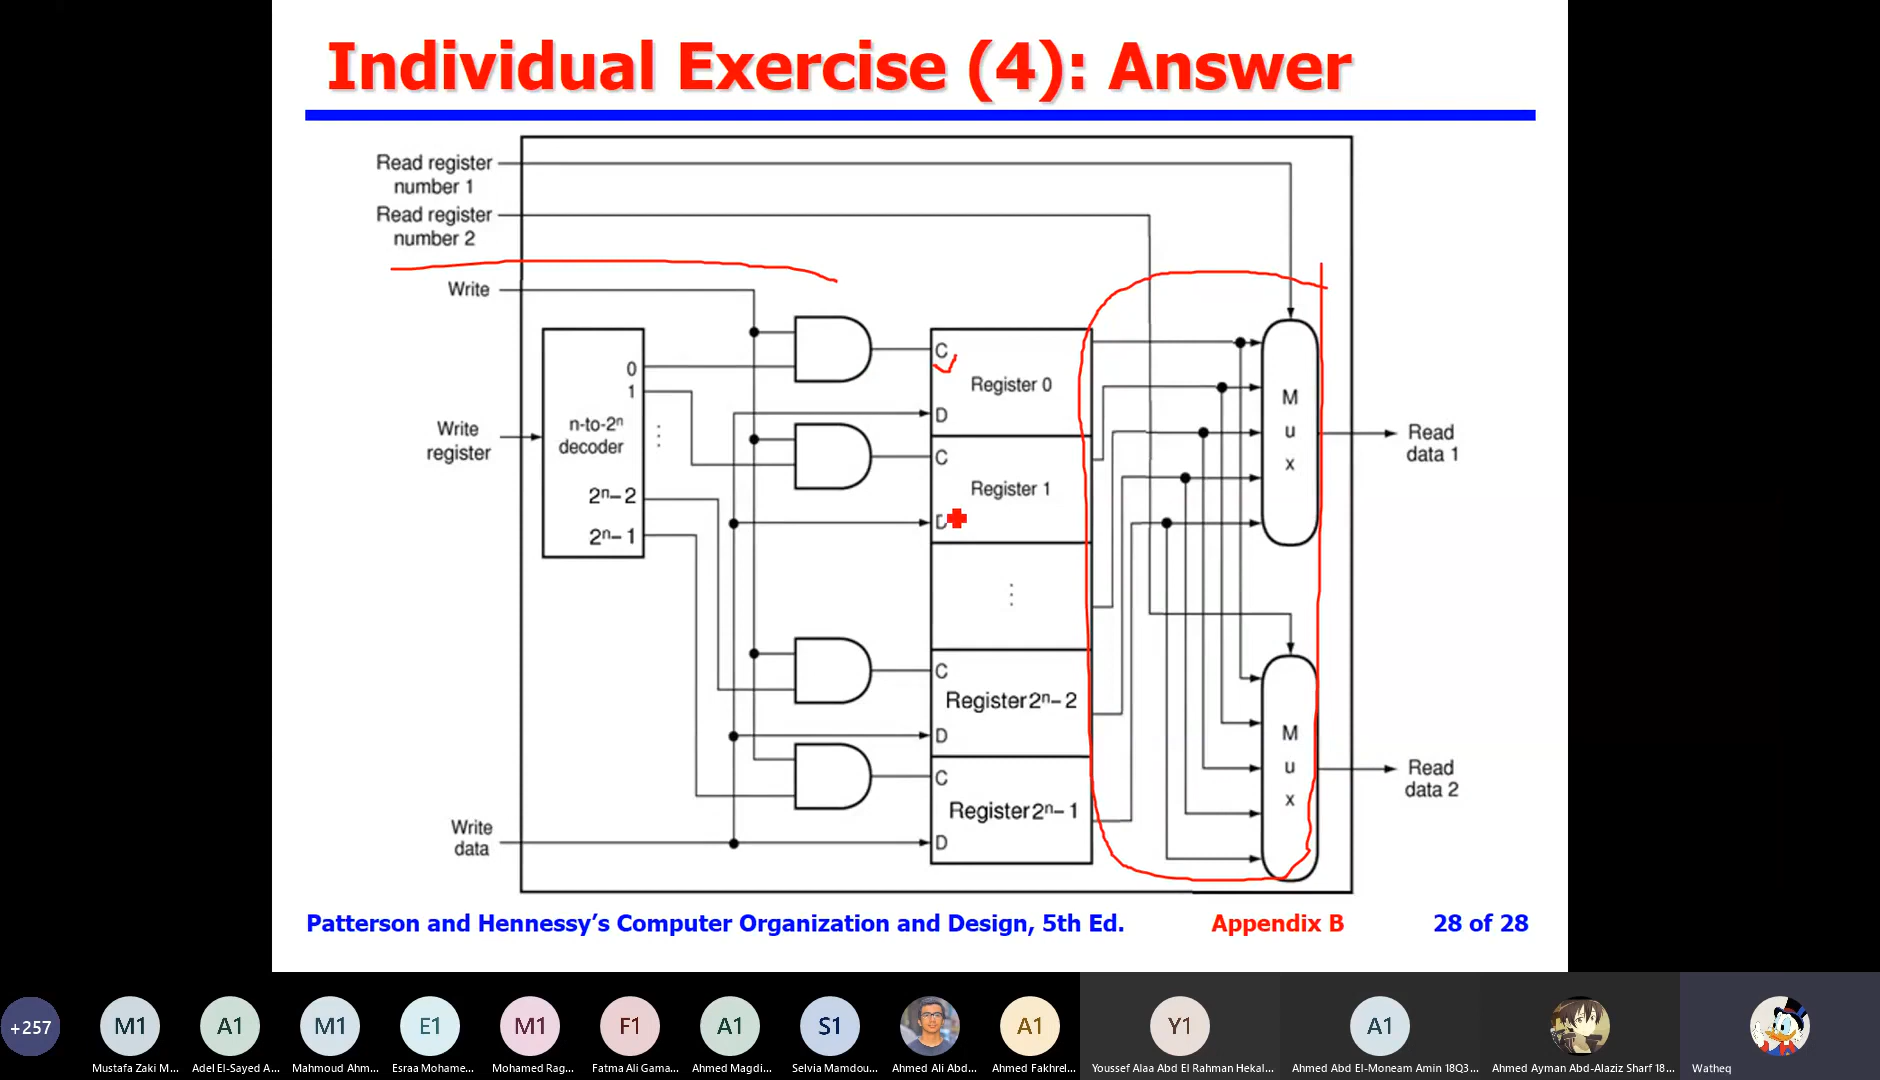 Individual Exercise (4): Answer
Read register
number 1
Read register
number 2
Write
n-to-2ⁿ
decoder
0
1
⋮
2ⁿ– 2
2ⁿ– 1
Write
register
Write
data
C
Register 0
D
C
Register 1
D
⋮
C
Register 2ⁿ– 2
D
C
Register 2ⁿ– 1
D
M
u
x
Read
data 1
M
u
x
Read
data 2
Patterson and Hennessy’s Computer Organization and Design, 5th Ed.
Appendix B
28 of 28
+257
M1
A1
M1
E1
M1
F1
A1
S1
A1
Y1
A1
Mustafa Zaki M...
Adel El-Sayed A...
Mahmoud Ahm...
Esraa Mohame...
Mohamed Rag...
Fatma Ali Gama...
Ahmed Magdi...
Selvia Mamdou...
Ahmed Ali Abd...
Ahmed Fakhrel...
Youssef Alaa Abd El Rahman Hekal...
Ahmed Abd El-Moneam Amin 18Q3...
Ahmed Ayman Abd-Alaziz Sharf 18...
Watheq